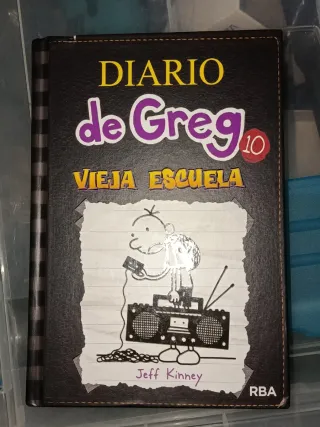 DIARIO
de Greg 10
VIEJA ESCUELA
Jeff Kinney
RBA